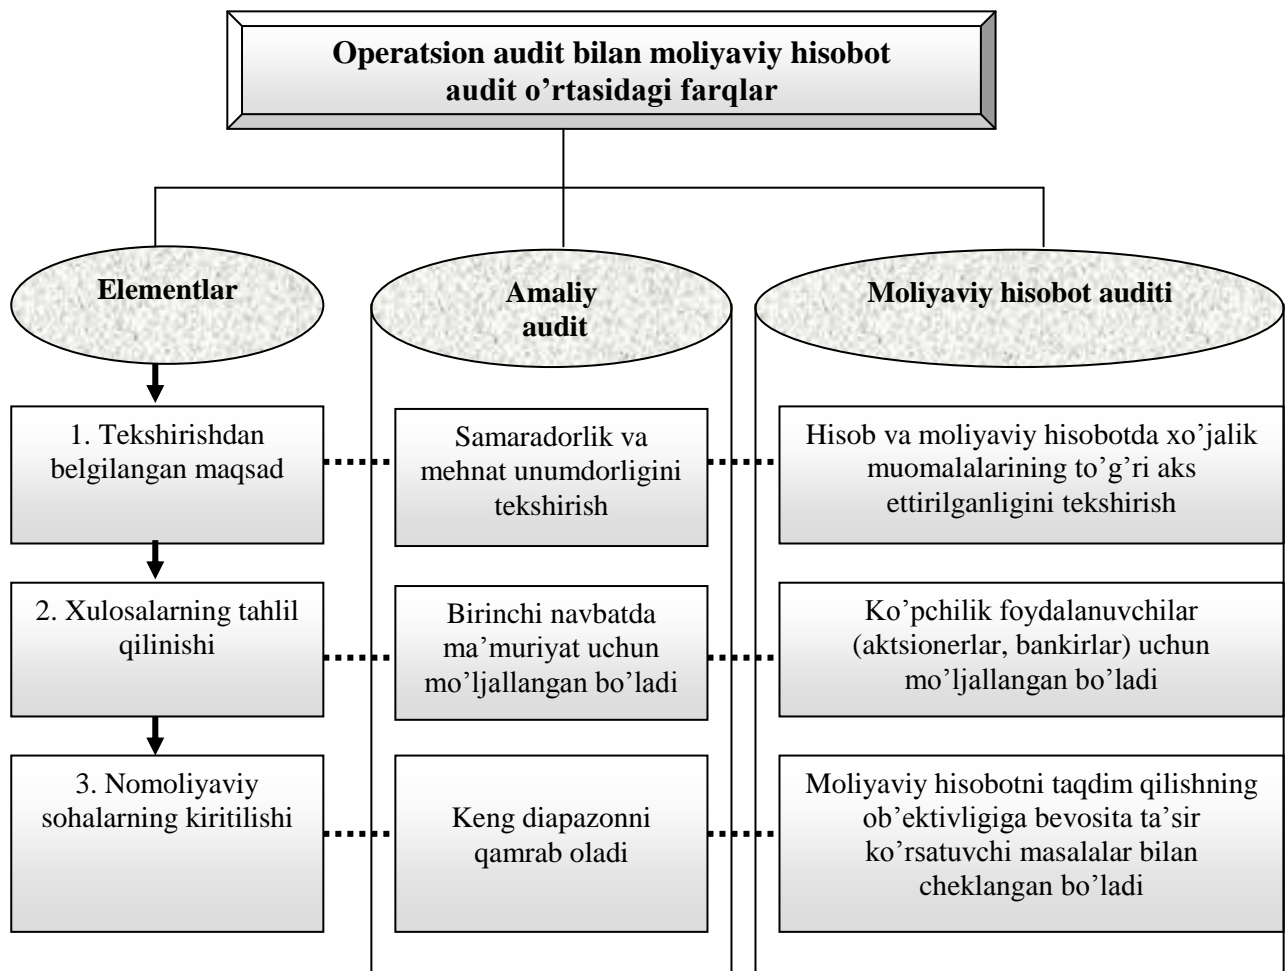 Operatsion audit bilan moliyaviy hisobot
audit o’rtasidagi farqlar
Elementlar
Amaliy
audit
Moliyaviy hisobot auditi
1. Tekshirishdan
belgilangan maqsad
Samaradorlik va
mehnat unumdorligini
tekshirish
Hisob va moliyaviy hisobotda xo’jalik
muomalalarining to’g’ri aks
ettirilganligini tekshirish
2. Xulosalarning tahlil
qilinishi
Birinchi navbatda
ma’muriyat uchun
mo’ljallangan bo’ladi
Ko’pchilik foydalanuvchilar
(aktsionerlar, bankirlar) uchun
mo’ljallangan bo’ladi
3. Nomoliyaviy
sohalarning kiritilishi
Keng diapazonni
qamrab oladi
Moliyaviy hisobotni taqdim qilishning
ob’ektivligiga bevosita ta’sir
ko’rsatuvchi masalalar bilan
cheklangan bo’ladi